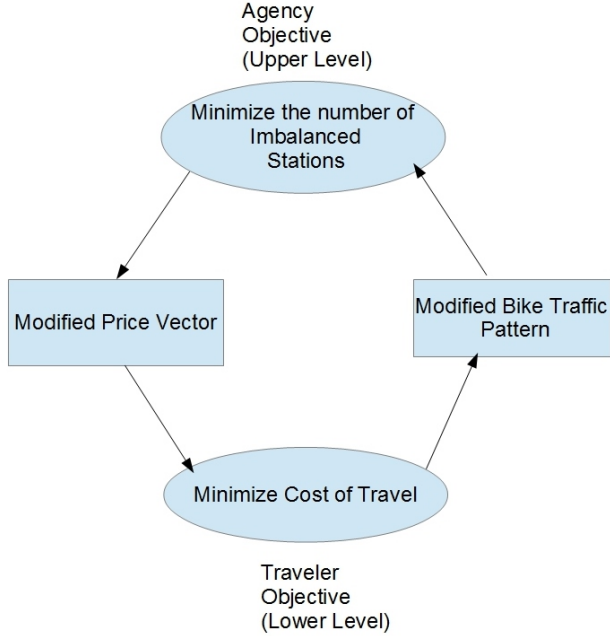 Agency
Objective
(Upper Level)
Minimize the number of
Imbalanced
Stations
Modified Price Vector
Modified Bike Traffic
Pattern
Minimize Cost of Travel
Traveler
Objective
(Lower Level)